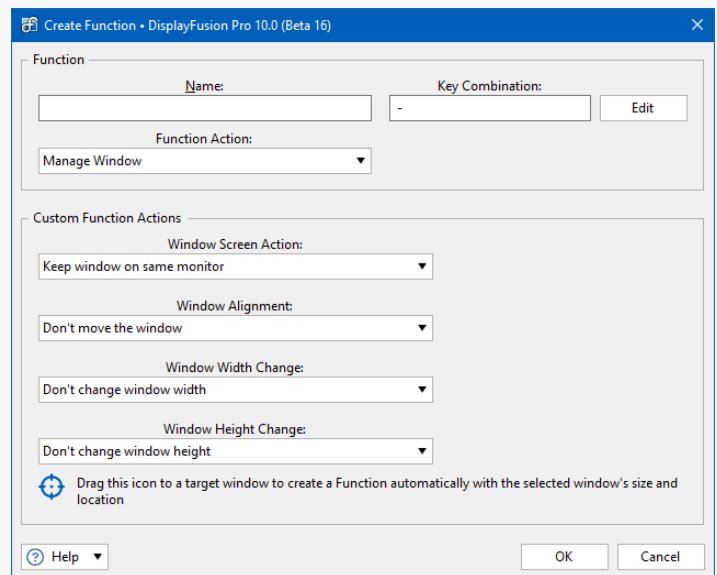 Create Function • DisplayFusion Pro 10.0 (Beta 16)
Function
Name:
Key Combination:
-
Edit
Function Action:
Manage Window
Custom Function Actions
Window Screen Action:
Keep window on same monitor
Window Alignment:
Don't move the window
Window Width Change:
Don't change window width
Window Height Change:
Don't change window height
Drag this icon to a target window to create a Function automatically with the selected window's size and
location
Help
OK
Cancel